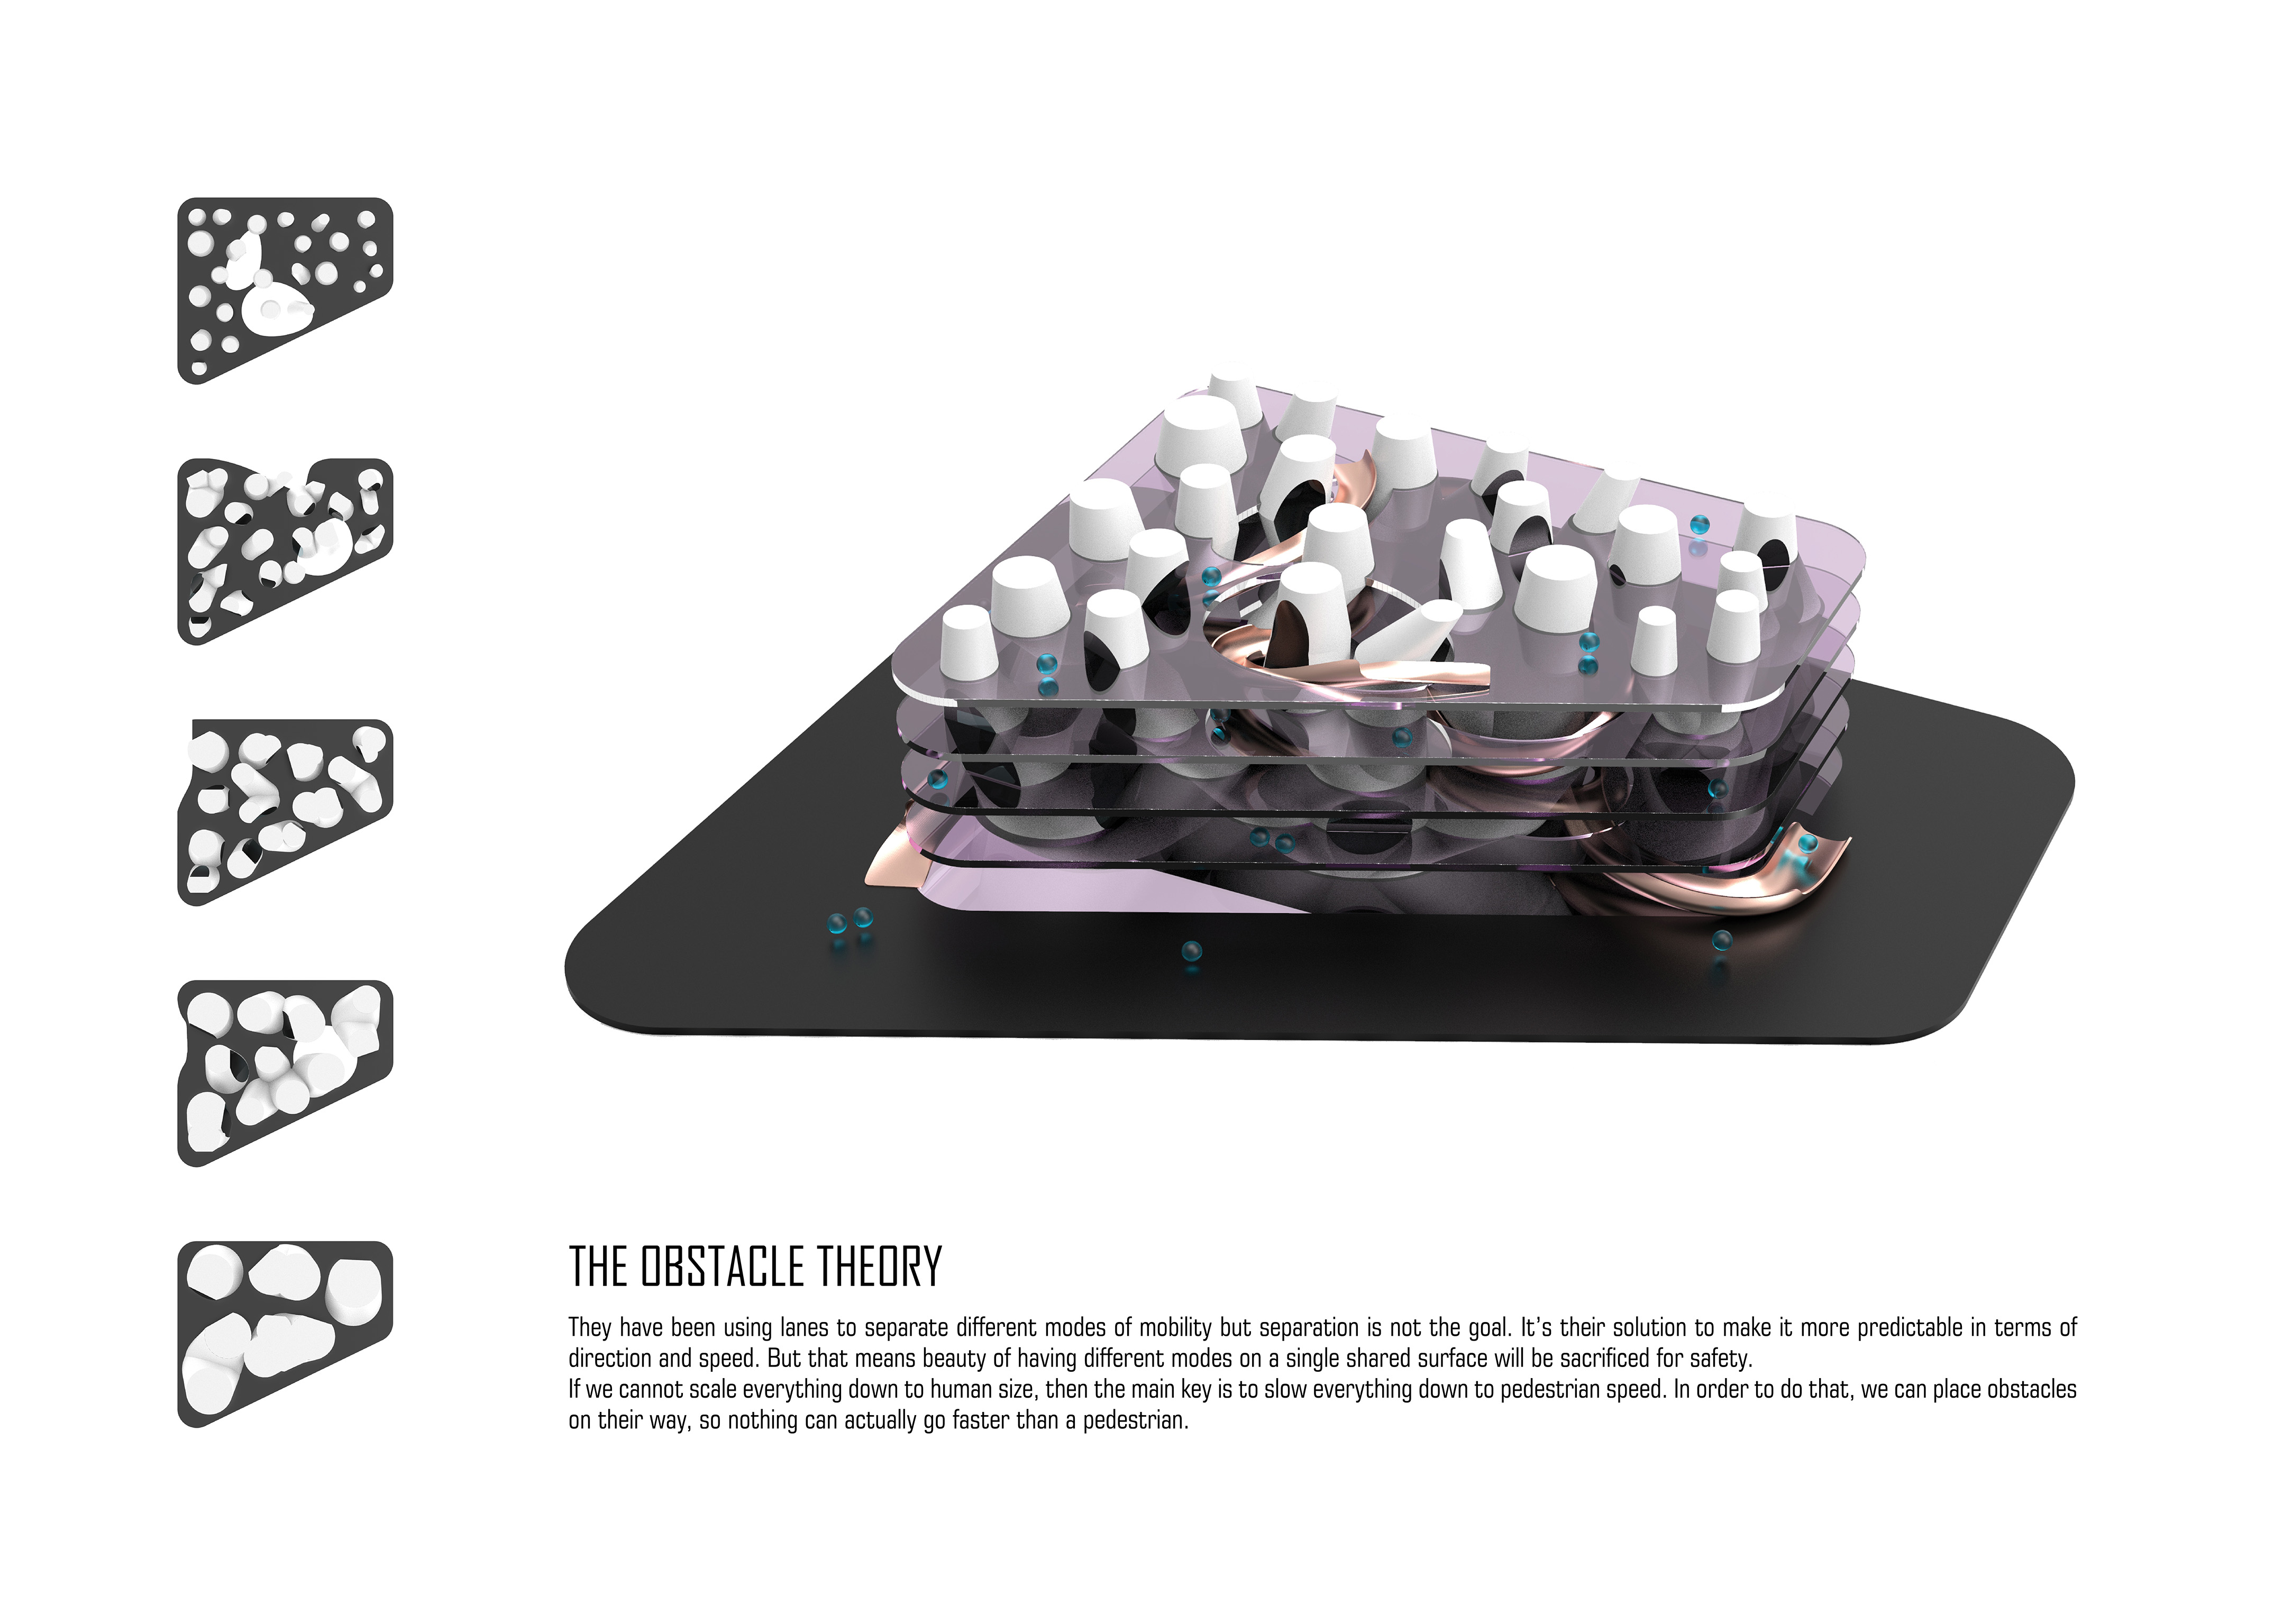 THE OBSTACLE THEORY
They have been using lanes to separate different modes of mobility but separation is not the goal. It's their solution to make it more predictable in terms of
direction and speed. But that means beauty of having different modes on a single shared surface will be sacrificed for safety.
If we cannot scale everything down to human size, then the main key is to slow everything down to pedestrian speed. In order to do that, we can place obstacles
on their way, so nothing can actually go faster than a pedestrian.